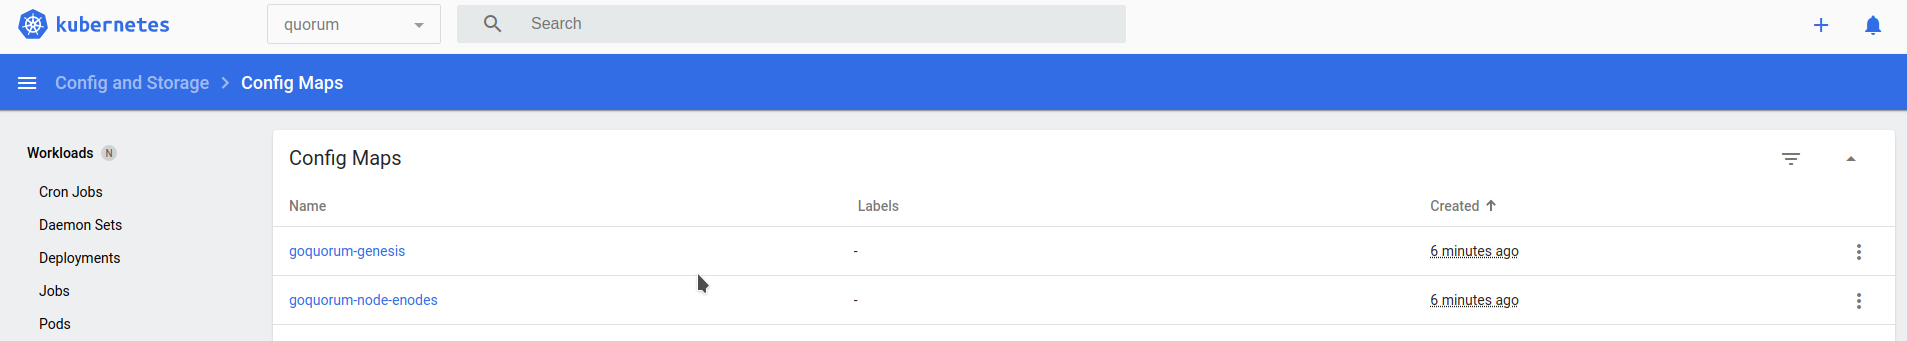 kubernetes
quorum
Search
Config and Storage
Config Maps
Workloads N
Cron Jobs
Daemon Sets
Deployments
Jobs
Pods
Config Maps
Name Labels Created
goquorum-genesis - 6 minutes ago
goquorum-node-enodes - 6 minutes ago